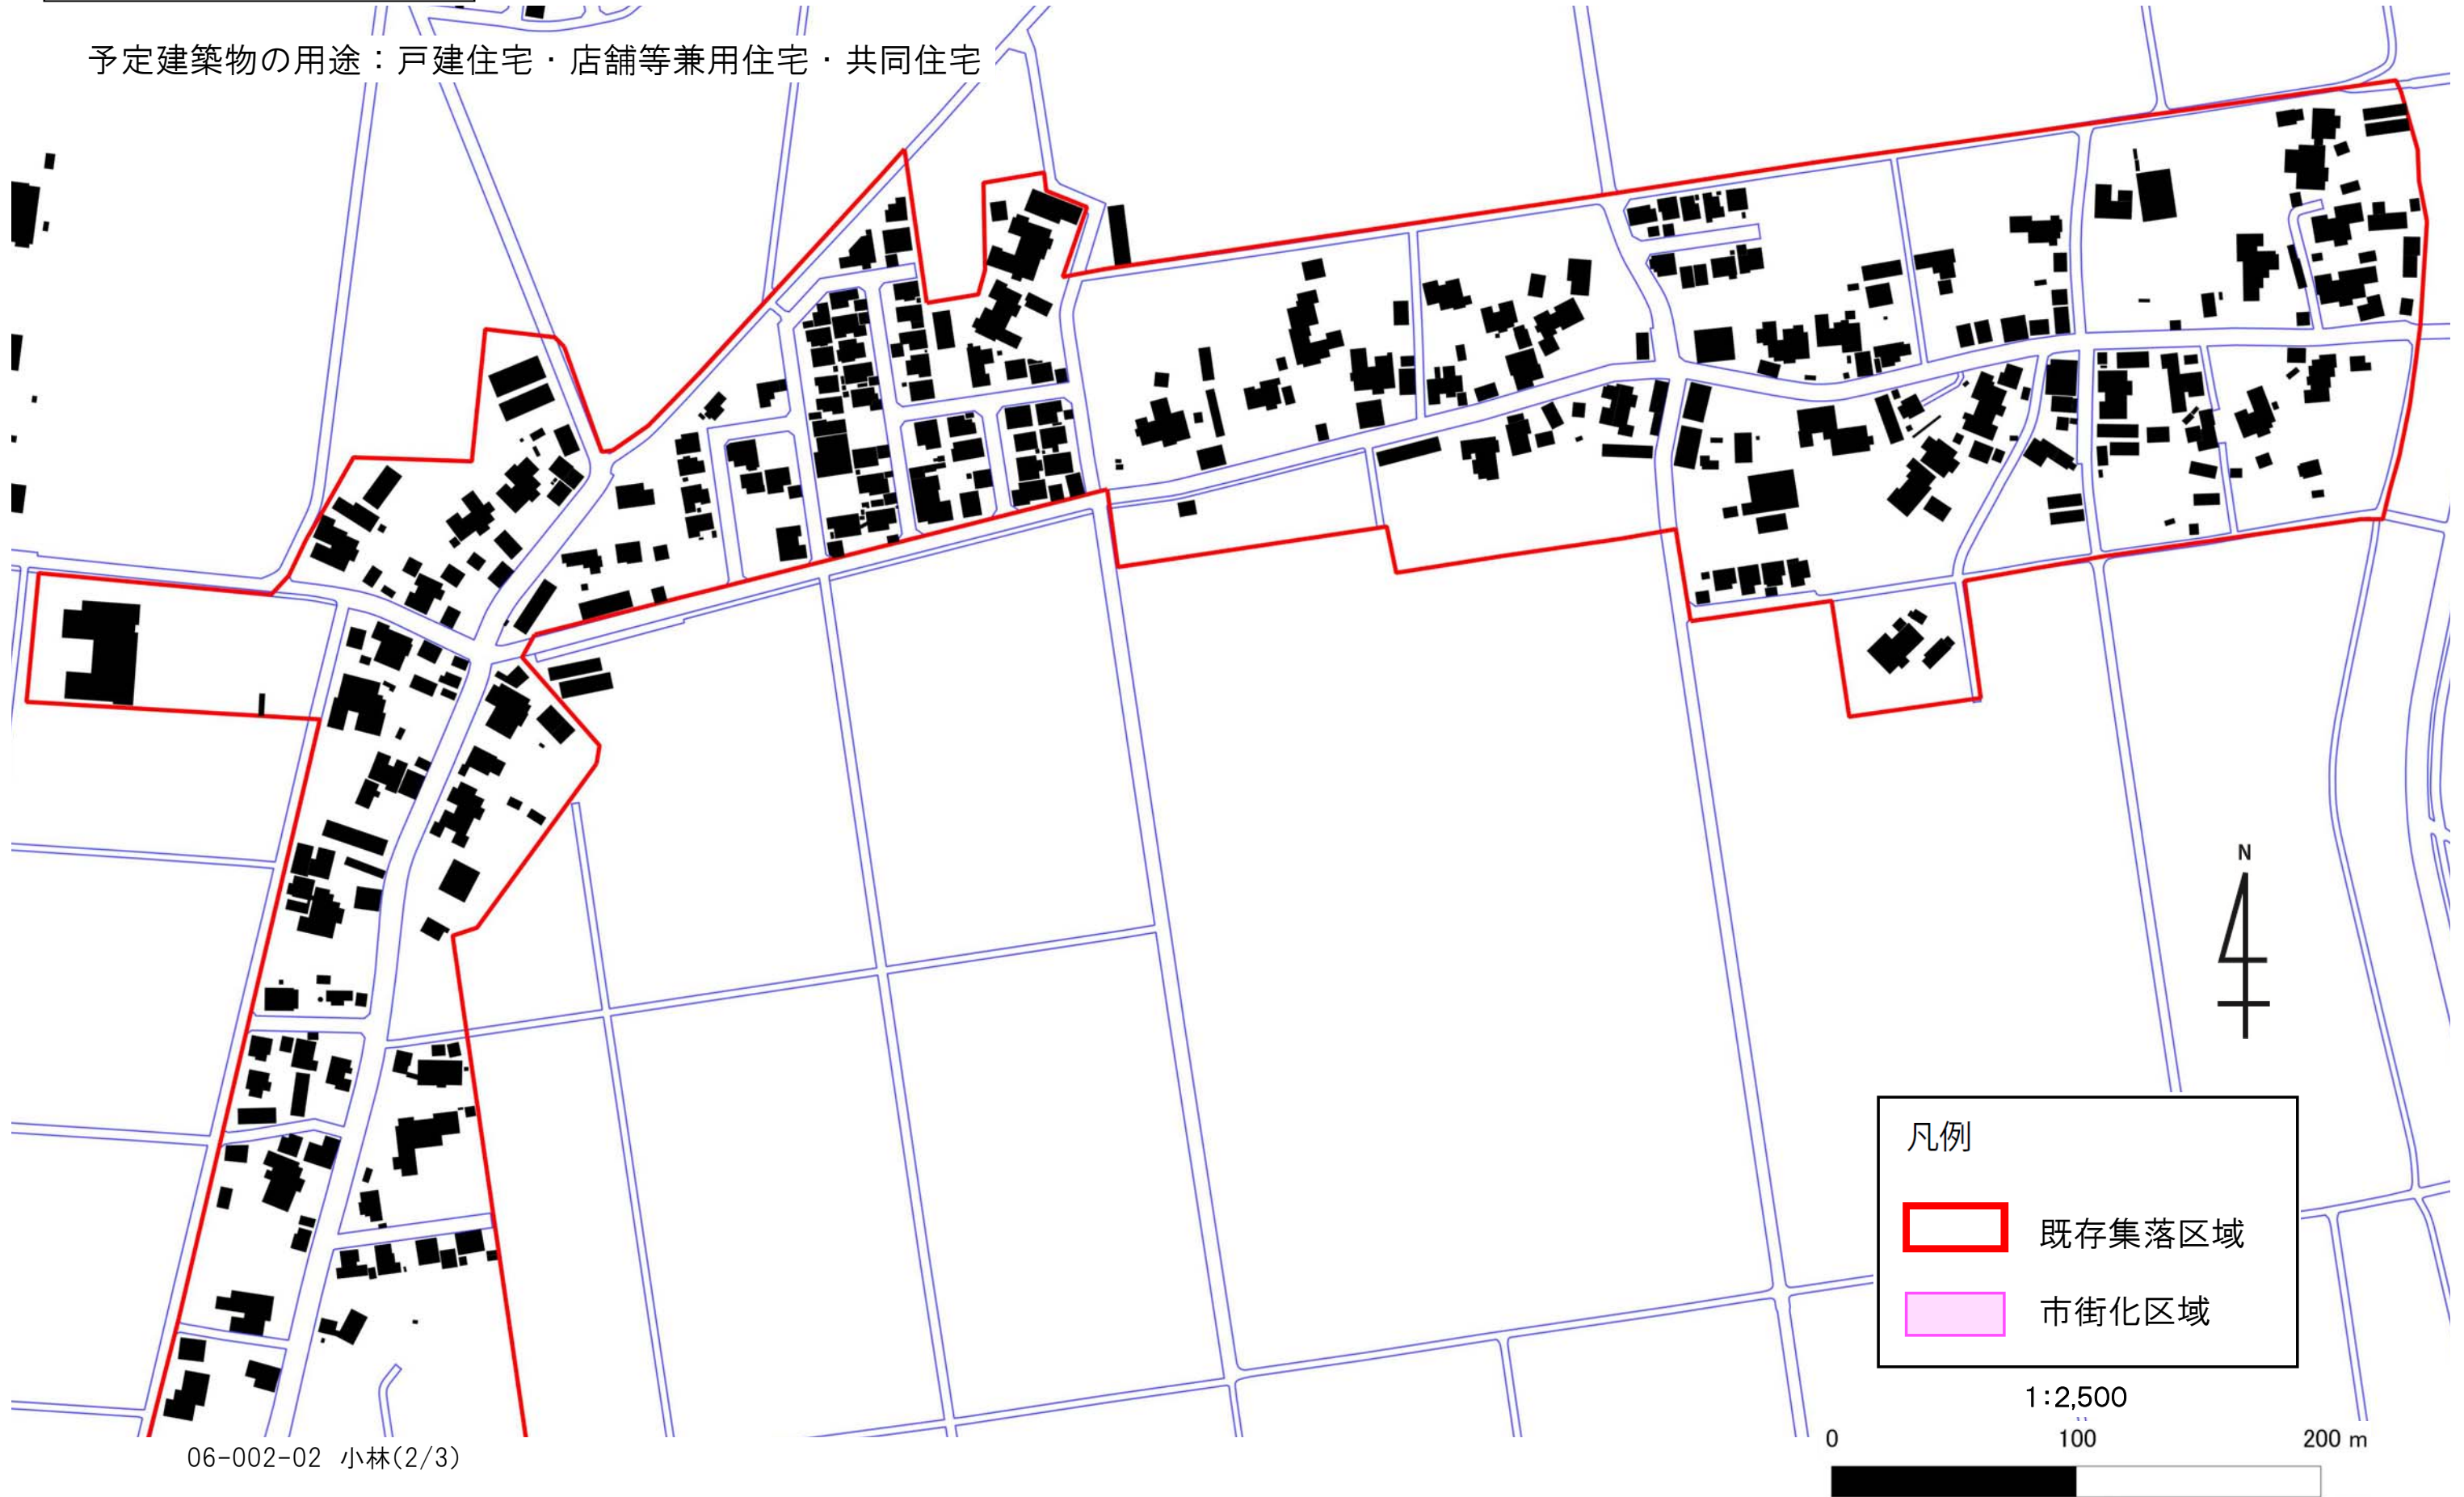 予定建築物の用途：戸建住宅・店舗等兼用住宅・共同住宅
N
凡例
既存集落区域
市街化区域
1:2,500
0 100 200 m
06-002-02 小林(2/3)